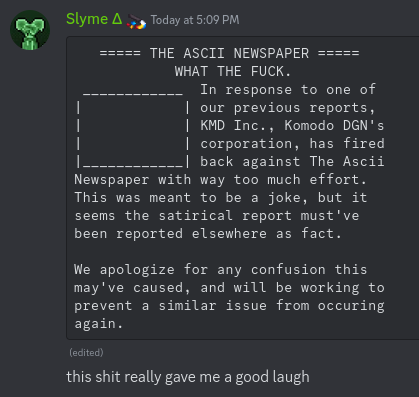 Slyme Δ Today at 5:09 PM
===== THE ASCII NEWSPAPER =====
WHAT THE FUCK.
____________ In response to one of
| | our previous reports,
| | KMD Inc., Komodo DGN's
| | corporation, has fired
|____________| back against The Ascii
Newspaper with way too much effort.
This was meant to be a joke, but it
seems the satirical report must've
been reported elsewhere as fact.
We apologize for any confusion this
may've caused, and will be working to
prevent a similar issue from occuring
again.
(edited)
this shit really gave me a good laugh